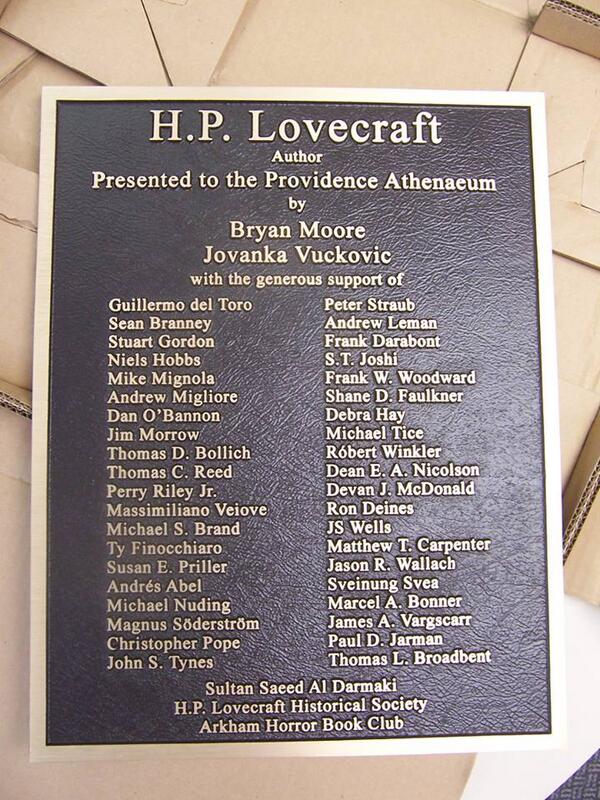 H.P. Lovecraft
Author
Presented to the Providence Athenaeum
by
Bryan Moore
Jovanka Vuckovic
with the generous support of
Guillermo del Toro
Sean Branney
Stuart Gordon
Niels Hobbs
Mike Mignola
Andrew Migliore
Dan O'Bannon
Jim Morrow
Thomas D. Bollich
Thomas C. Reed
Perry Riley Jr.
Massimiliano Veiove
Michael S. Brand
Ty Finocchiaro
Susan E. Priller
Andrés Abel
Michael Nuding
Magnus Söderström
Christopher Pope
John S. Tynes
Peter Straub
Andrew Leman
Frank Darabont
S.T. Joshi
Frank W. Woodward
Shane D. Faulkner
Debra Hay
Michael Tice
Róbert Winkler
Dean E. A. Nicolson
Devan J. McDonald
Ron Deines
JS Wells
Matthew T. Carpenter
Jason R. Wallach
Sveinung Svea
Marcel A. Bonner
James A. Vargscarr
Paul D. Jarman
Thomas L. Broadbent
Sultan Saeed Al Darmaki
H.P. Lovecraft Historical Society
Arkham Horror Book Club